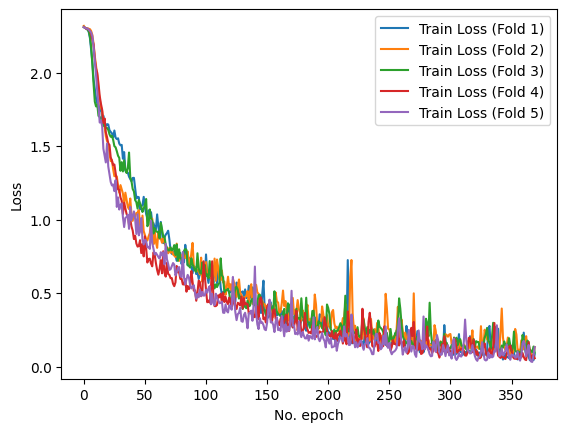 Train Loss (Fold 1)
Train Loss (Fold 2)
Train Loss (Fold 3)
Train Loss (Fold 4)
Train Loss (Fold 5)
2.0
1.5
1.0
0.5
0.0
Loss
0 50 100 150 200 250 300 350
No. epoch